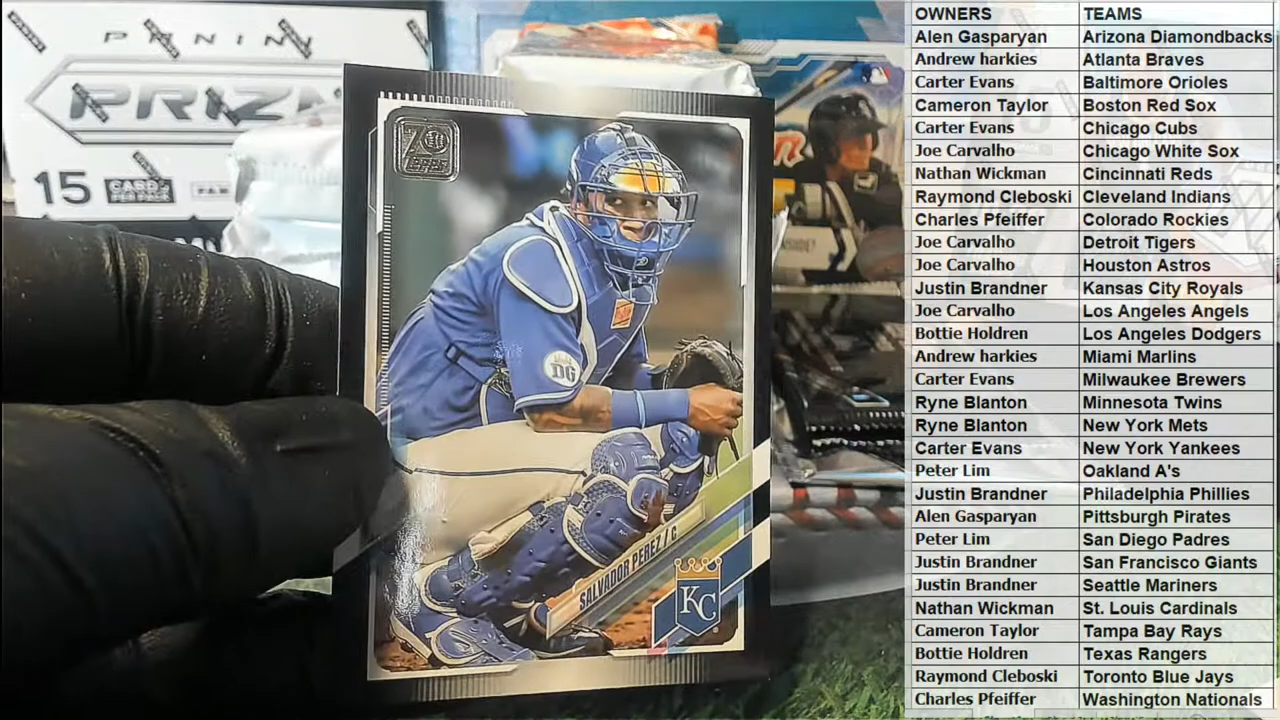 PANINI
PRIZM
15 CARDS PER PACK
70
TOPPS
DG
SALVADOR PEREZ / C
KC
OWNERS TEAMS
Alen Gasparyan Arizona Diamondbacks
Andrew harkies Atlanta Braves
Carter Evans Baltimore Orioles
Cameron Taylor Boston Red Sox
Carter Evans Chicago Cubs
Joe Carvalho Chicago White Sox
Nathan Wickman Cincinnati Reds
Raymond Cleboski Cleveland Indians
Charles Pfeiffer Colorado Rockies
Joe Carvalho Detroit Tigers
Joe Carvalho Houston Astros
Justin Brandner Kansas City Royals
Joe Carvalho Los Angeles Angels
Bottie Holdren Los Angeles Dodgers
Andrew harkies Miami Marlins
Carter Evans Milwaukee Brewers
Ryne Blanton Minnesota Twins
Ryne Blanton New York Mets
Carter Evans New York Yankees
Peter Lim Oakland A's
Justin Brandner Philadelphia Phillies
Alen Gasparyan Pittsburgh Pirates
Peter Lim San Diego Padres
Justin Brandner San Francisco Giants
Justin Brandner Seattle Mariners
Nathan Wickman St. Louis Cardinals
Cameron Taylor Tampa Bay Rays
Bottie Holdren Texas Rangers
Raymond Cleboski Toronto Blue Jays
Charles Pfeiffer Washington Nationals